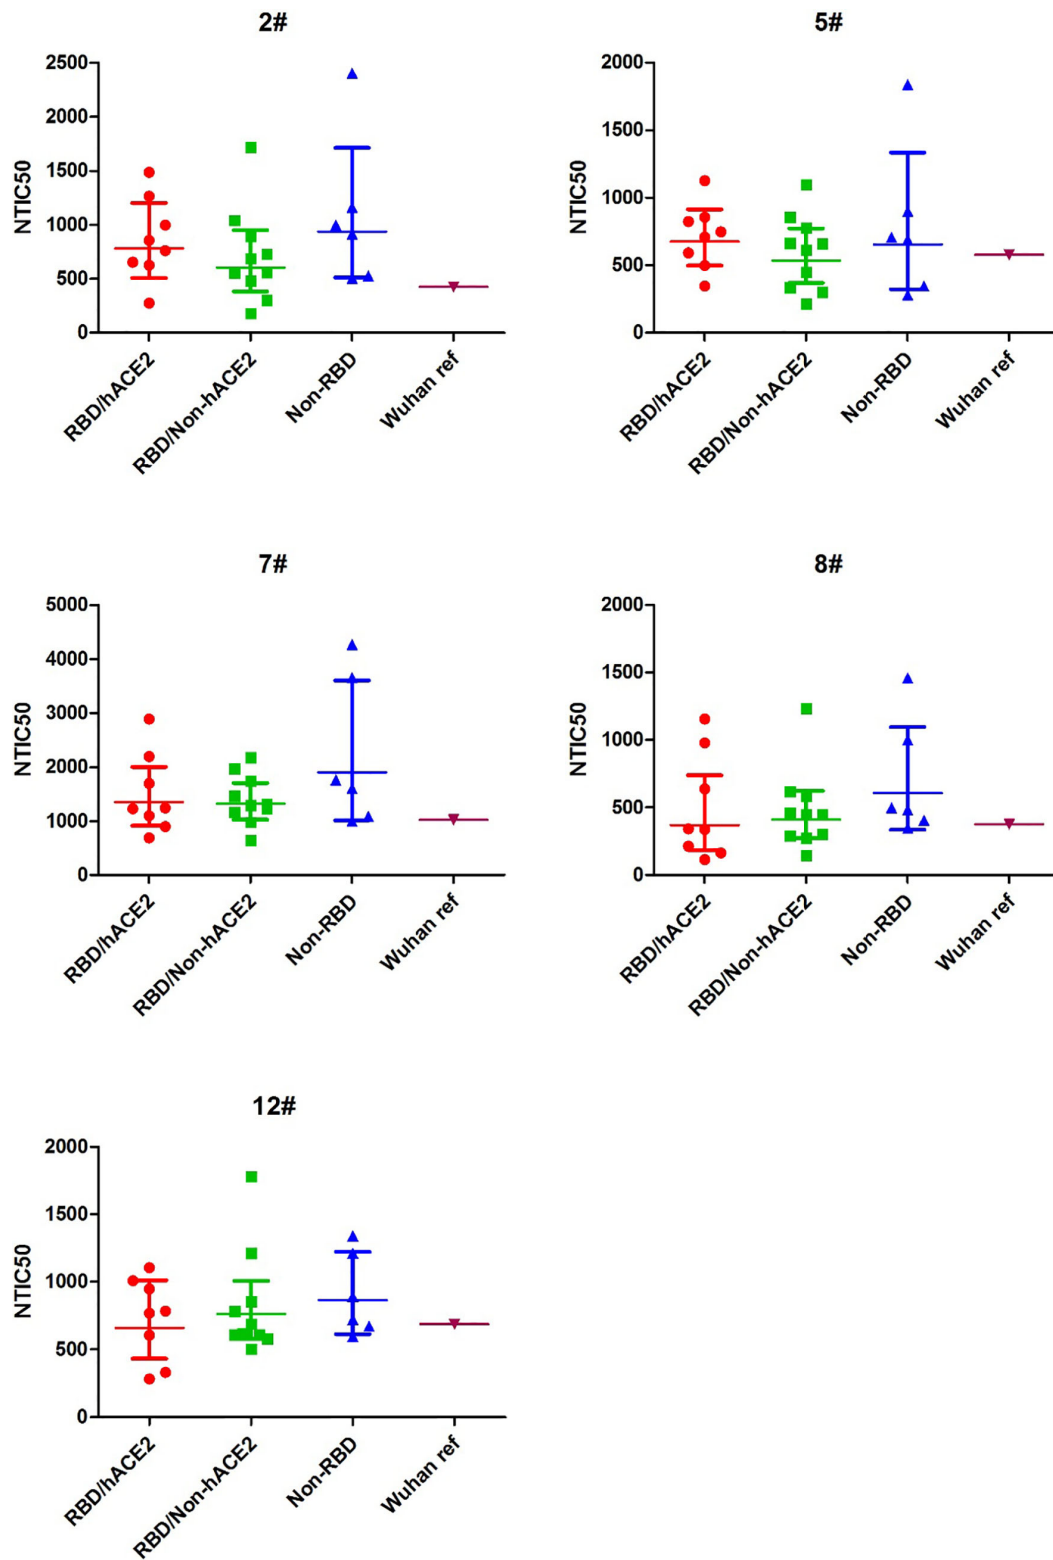 2#
NTIC50
2500
2000
1500
1000
500
0
RBD/hACE2
RBD/Non-hACE2
Non-RBD
Wuhan ref
5#
NTIC50
2000
1500
1000
500
0
RBD/hACE2
RBD/Non-hACE2
Non-RBD
Wuhan ref
7#
NTIC50
5000
4000
3000
2000
1000
0
RBD/hACE2
RBD/Non-hACE2
Non-RBD
Wuhan ref
8#
NTIC50
2000
1500
1000
500
0
RBD/hACE2
RBD/Non-hACE2
Non-RBD
Wuhan ref
12#
NTIC50
2000
1500
1000
500
0
RBD/hACE2
RBD/Non-hACE2
Non-RBD
Wuhan ref